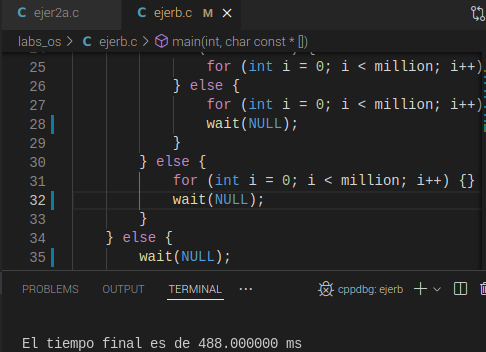 ejer2a.c ejerb.c M
labs_os > ejerb.c > main(int, char const * [])
25 for (int i = 0; i < million; i++)
26 } else {
27 for (int i = 0; i < million; i++)
28 wait(NULL);
29 }
30 } else {
31 for (int i = 0; i < million; i++) {}
32 wait(NULL);
33 }
34 } else {
35 wait(NULL);
PROBLEMS OUTPUT TERMINAL ··· cppdbg: ejerb
El tiempo final es de 488.000000 ms